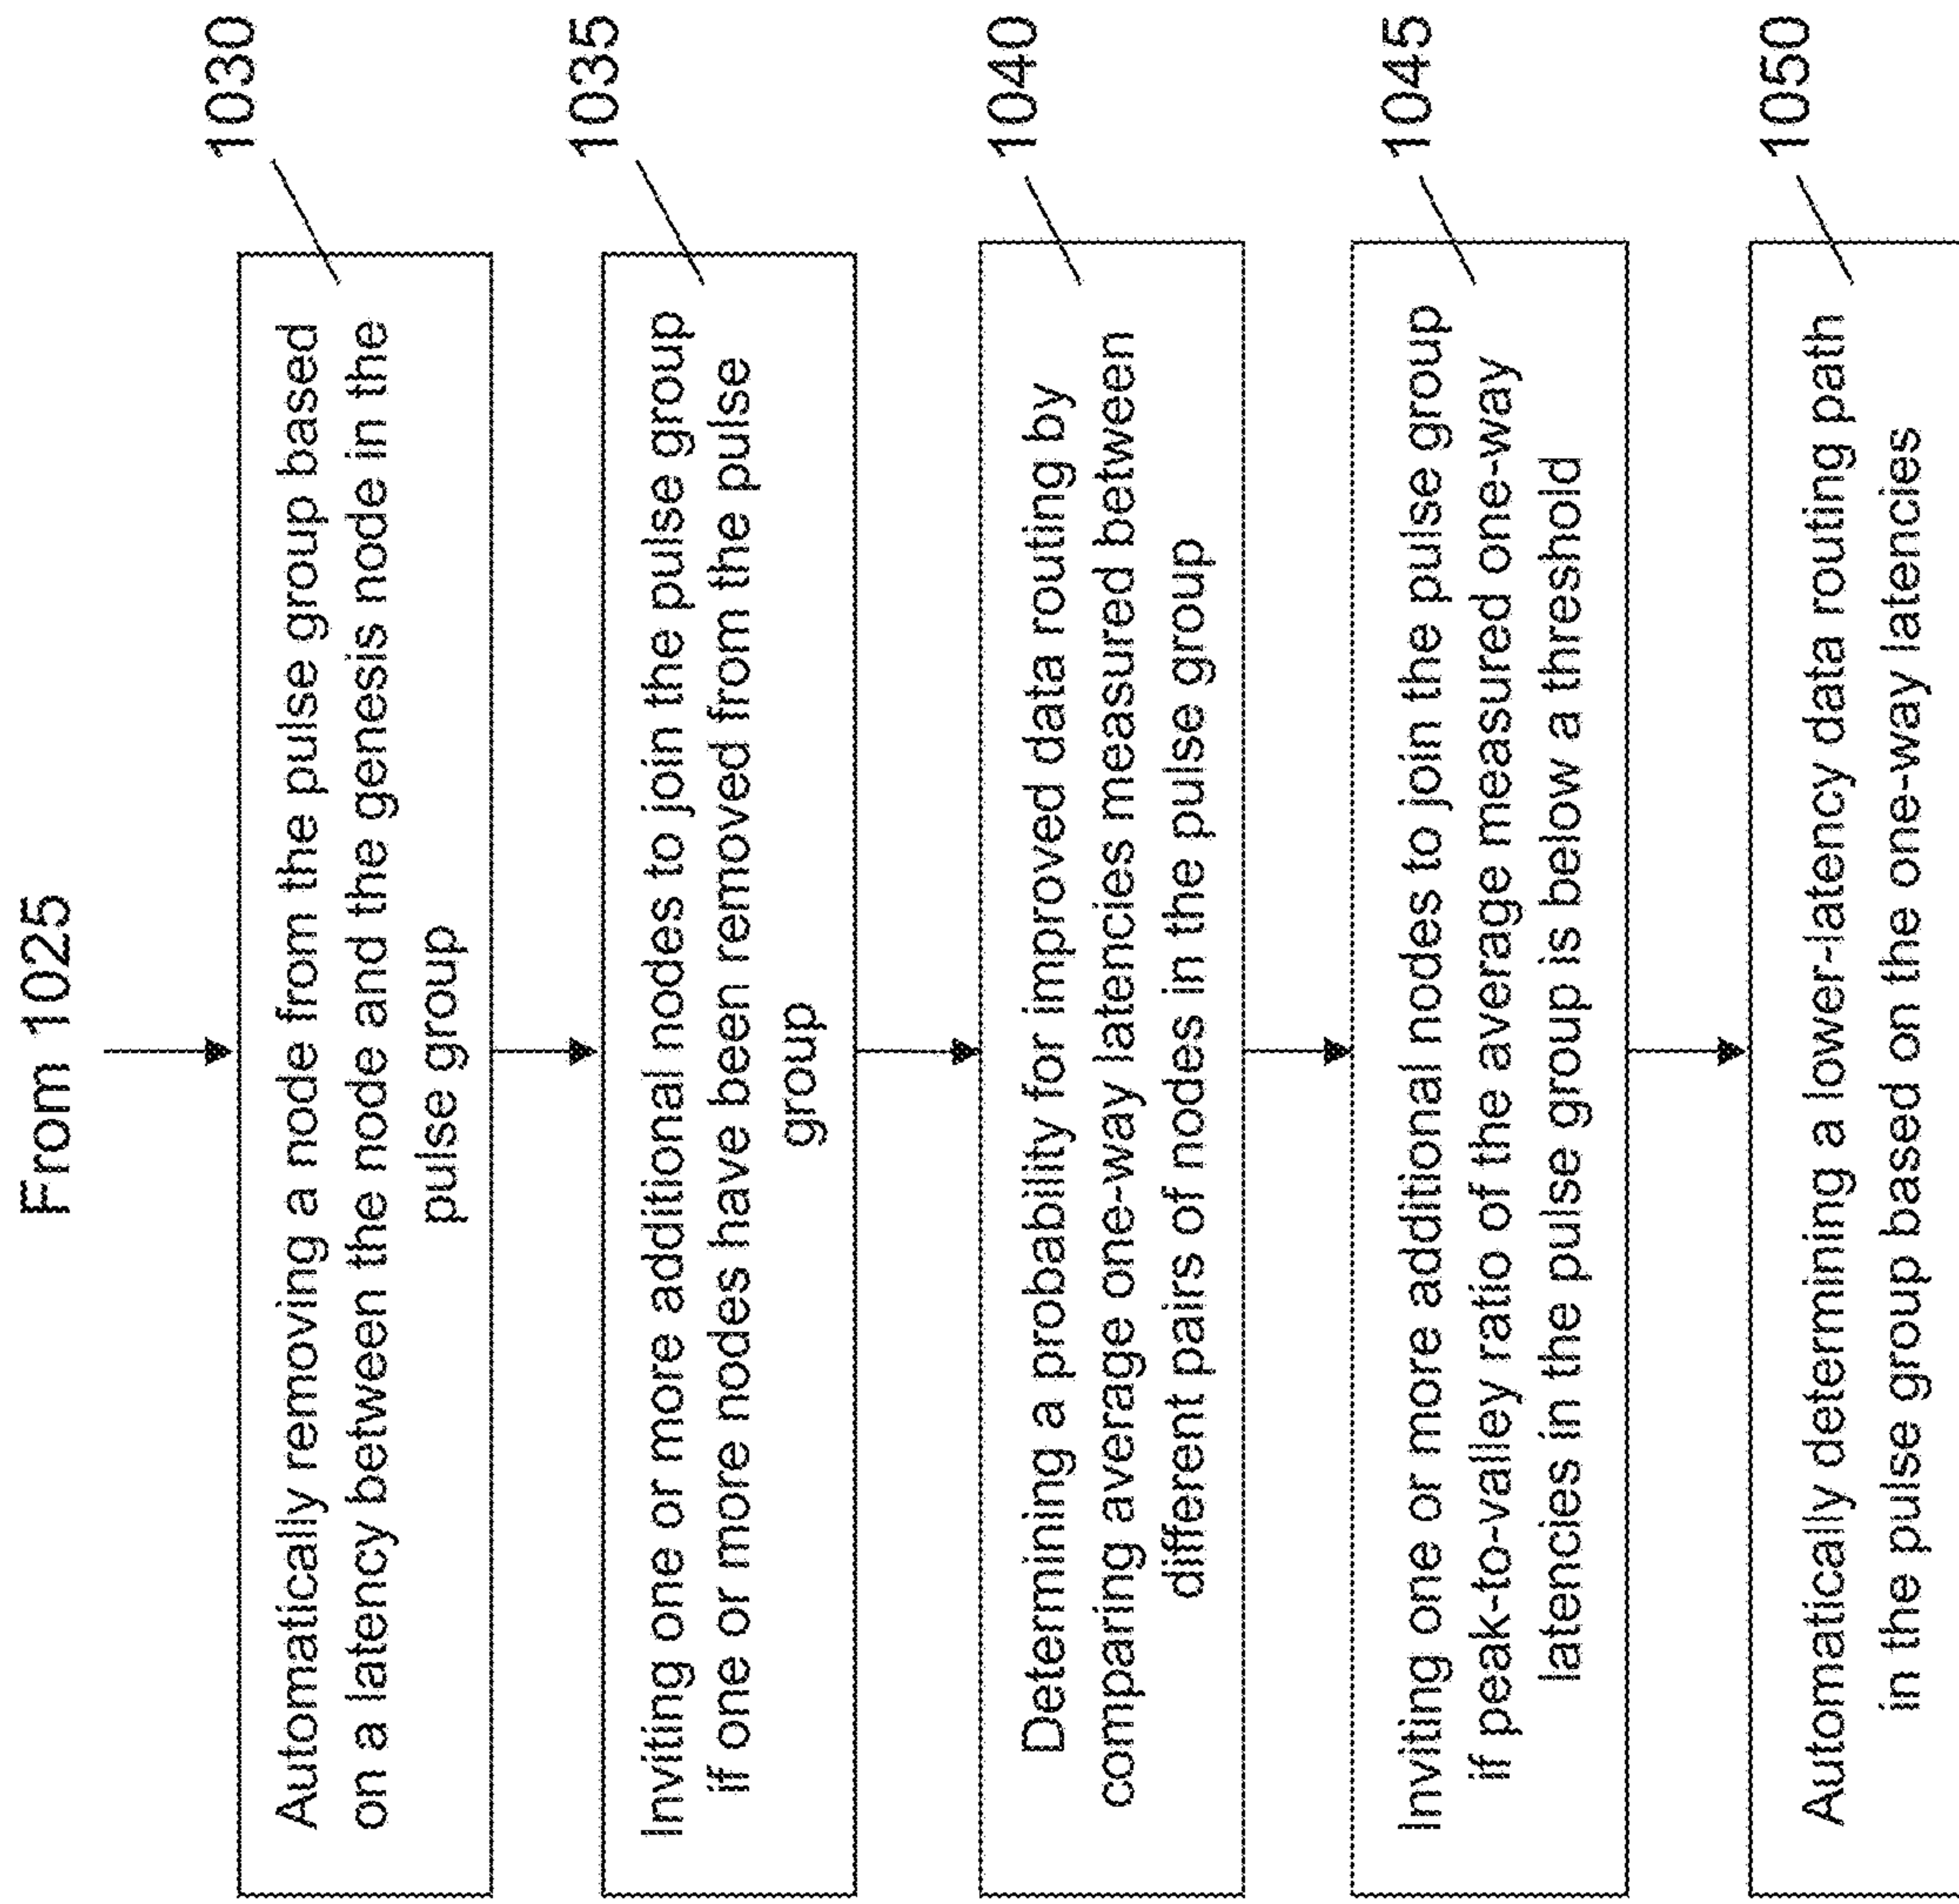 From 1025
1030
Automatically removing a node from the pulse group based
on a latency between the node and the genesis node in the
pulse group
1035
Inviting one or more additional nodes to join the pulse group
if one or more nodes have been removed from the pulse
group
1040
Determining a probability for improved data routing by
comparing average one-way latencies measured between
different pairs of nodes in the pulse group
1045
Inviting one or more additional nodes to join the pulse group
if peak-to-valley ratio of the average measured one-way
latencies in the pulse group is below a threshold
1050
Automatically determining a lower-latency data routing path
in the pulse group based on the one-way latencies